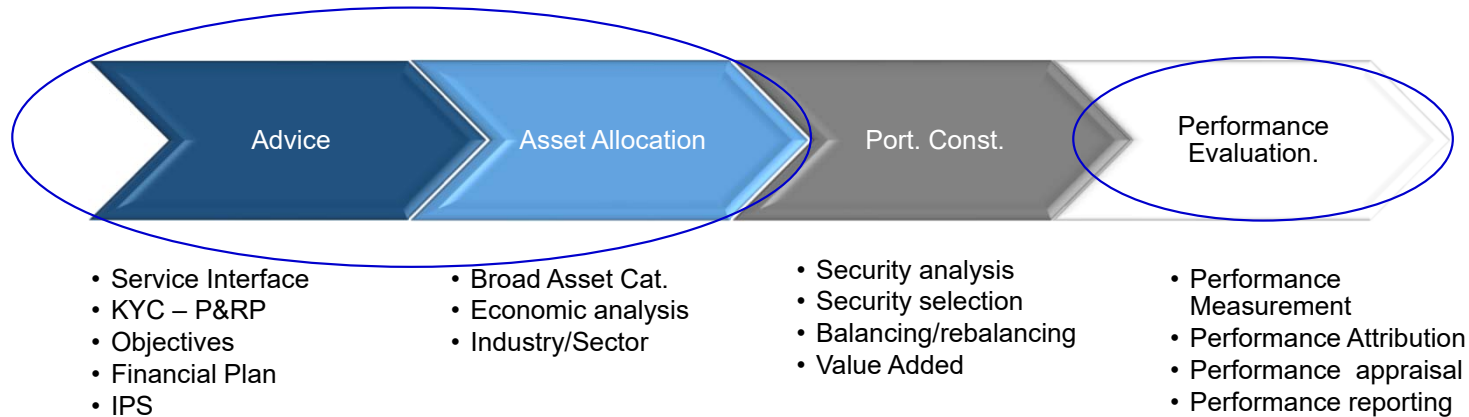 Advice
Asset Allocation
Port. Const.
Performance
Evaluation.
• Service Interface
• KYC – P&RP
• Objectives
• Financial Plan
• IPS
• Broad Asset Cat.
• Economic analysis
• Industry/Sector
• Security analysis
• Security selection
• Balancing/rebalancing
• Value Added
• Performance
Measurement
• Performance Attribution
• Performance appraisal
• Performance reporting